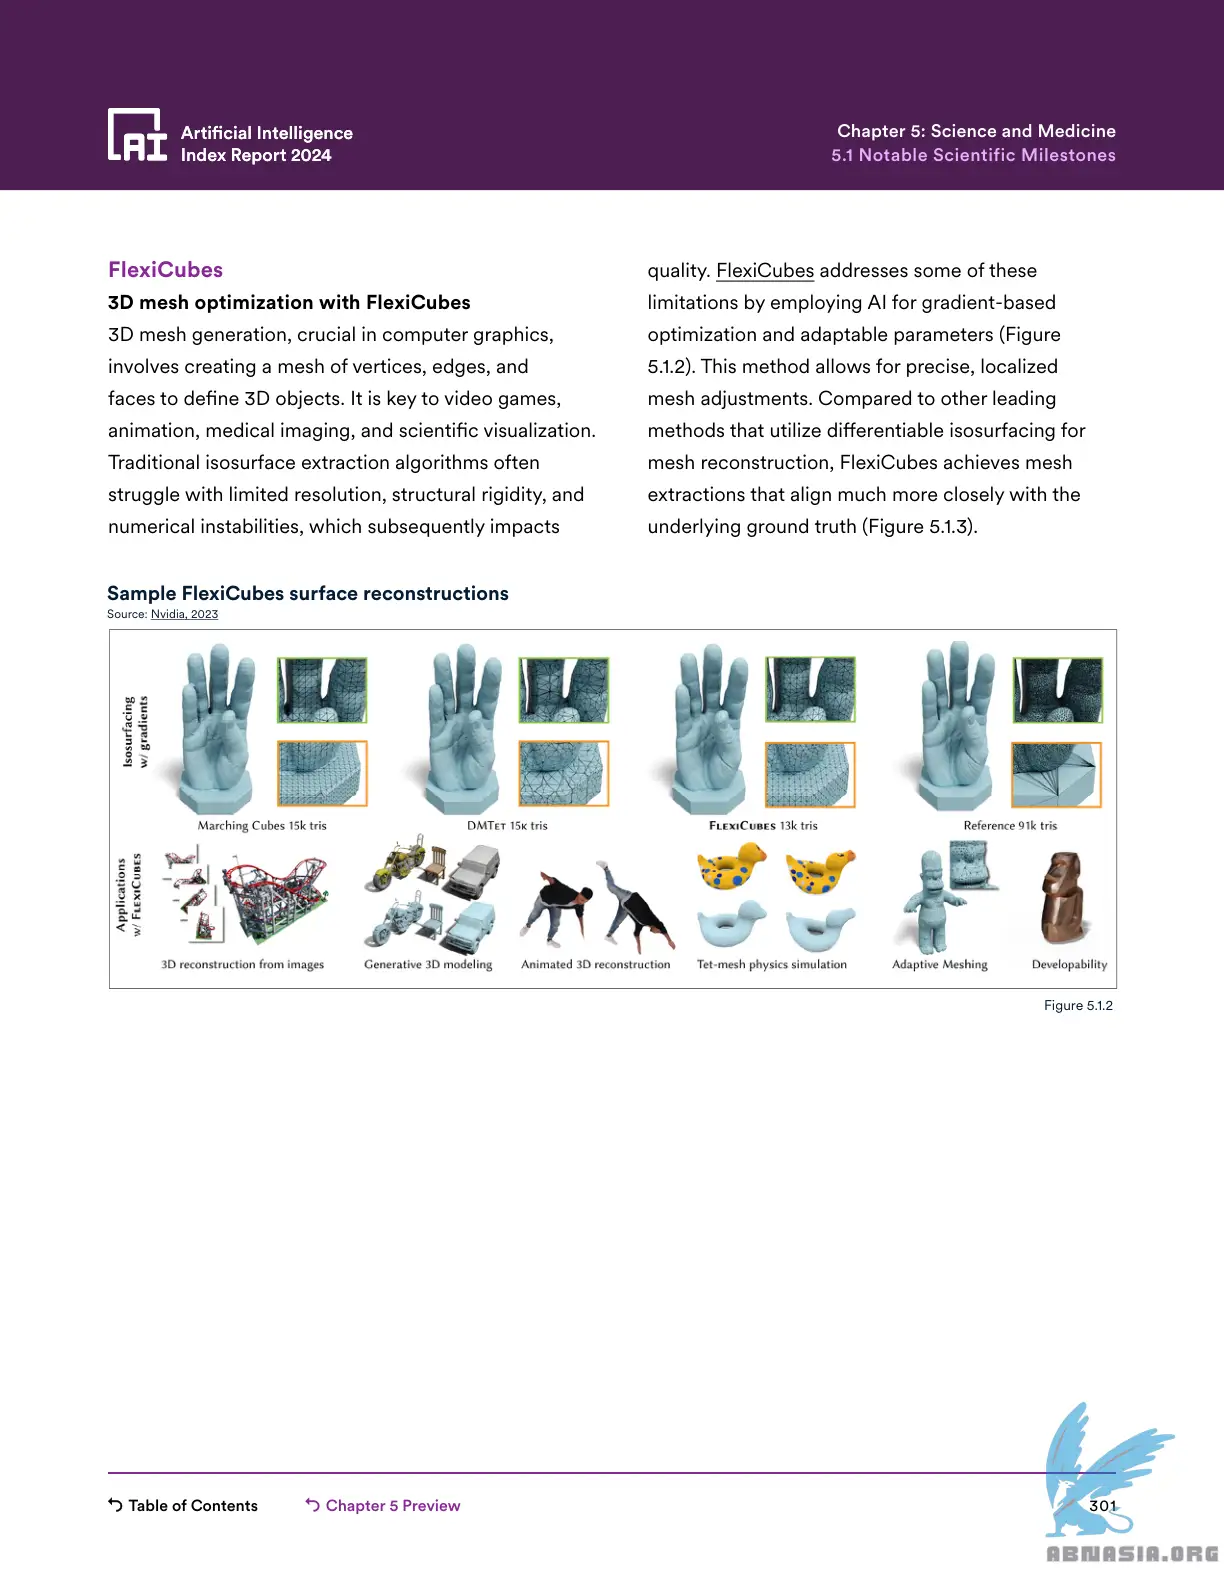 Artificial Intelligence
Index Report 2024
Chapter 5: Science and Medicine
5.1 Notable Scientific Milestones
FlexiCubes
3D mesh optimization with FlexiCubes
3D mesh generation, crucial in computer graphics,
involves creating a mesh of vertices, edges, and
faces to define 3D objects. It is key to video games,
animation, medical imaging, and scientific visualization.
Traditional isosurface extraction algorithms often
struggle with limited resolution, structural rigidity, and
numerical instabilities, which subsequently impacts
quality. FlexiCubes addresses some of these
limitations by employing AI for gradient-based
optimization and adaptable parameters (Figure
5.1.2). This method allows for precise, localized
mesh adjustments. Compared to other leading
methods that utilize differentiable isosurfacing for
mesh reconstruction, FlexiCubes achieves mesh
extractions that align much more closely with the
underlying ground truth (Figure 5.1.3).
Sample FlexiCubes surface reconstructions
Source: Nvidia, 2023
Isosurfacing
w/ gradients
Marching Cubes 15k tris
DMTet 15k tris
FlexiCubes 13k tris
Reference 91k tris
Applications
w/ FlexiCubes
3D reconstruction from images
Generative 3D modeling
Animated 3D reconstruction
Tet-mesh physics simulation
Adaptive Meshing
Developability
Figure 5.1.2
Table of Contents
Chapter 5 Preview
301
ABNASIA.ORG